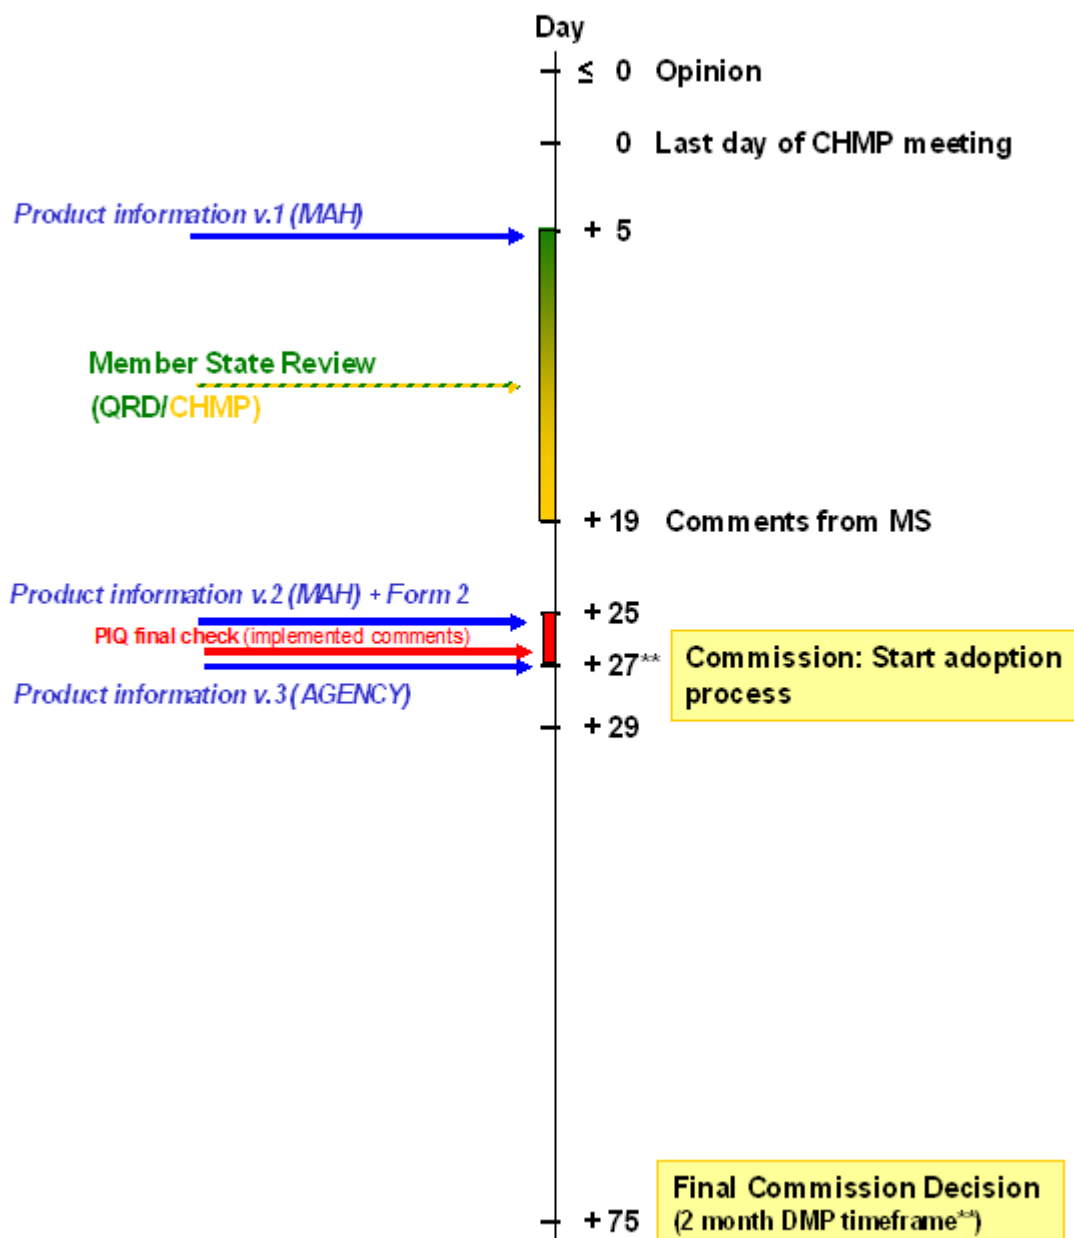 Day
≤ 0 Opinion
0 Last day of CHMP meeting
Product information v.1 (MAH)
+ 5
Member State Review
(QRD/CHMP)
+ 19 Comments from MS
Product information v.2 (MAH) + Form 2
+ 25
PIQ final check (implemented comments)
+ 27**
Commission: Start adoption
process
Product information v.3 (AGENCY)
+ 29
Final Commission Decision
+ 75
(2 month DMP timeframe**)